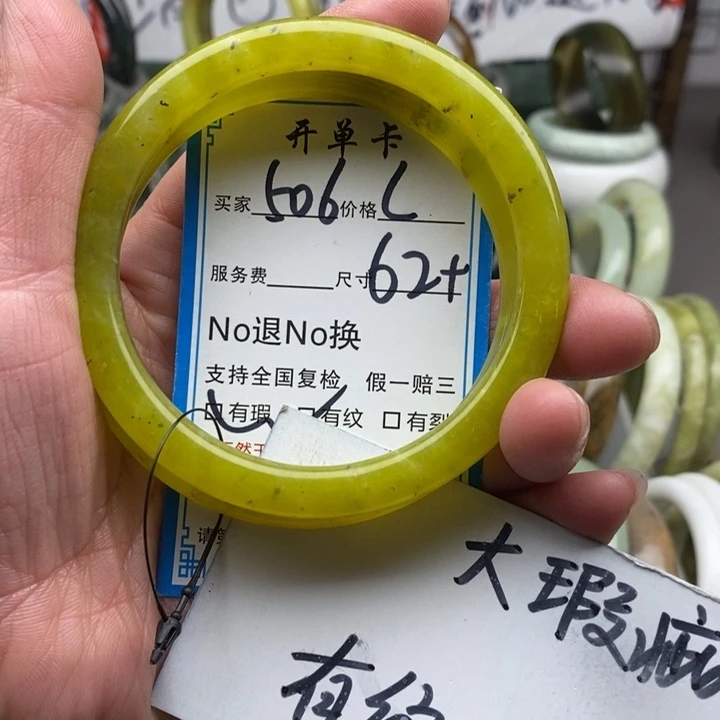 开单卡
买家 506 价格 L
服务费 尺寸 62+
No退No换
支持全国复检 假一赔三
口有瑕 口有纹 口有裂
然
请
大瑕疵
有纹